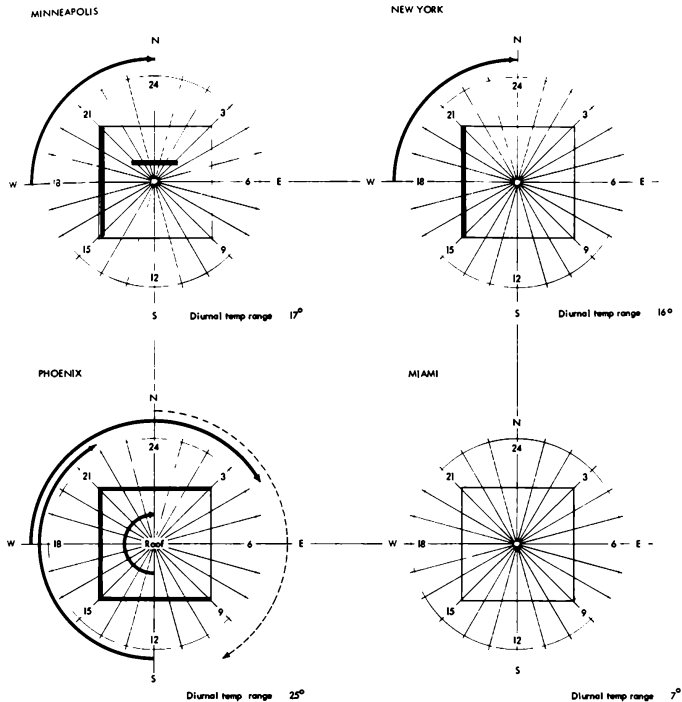 MINNEAPOLIS
N
24
21
3
W
18
6
E
15
9
12
S
Diurnal temp range 17°
NEW YORK
N
24
21
3
W
18
6
E
15
9
12
S
Diurnal temp range 16°
PHOENIX
N
24
21
3
W
18
Roof
6
E
15
9
12
S
Diurnal temp range 25°
MIAMI
N
24
21
3
W
18
6
E
15
9
12
S
Diurnal temp range 7°